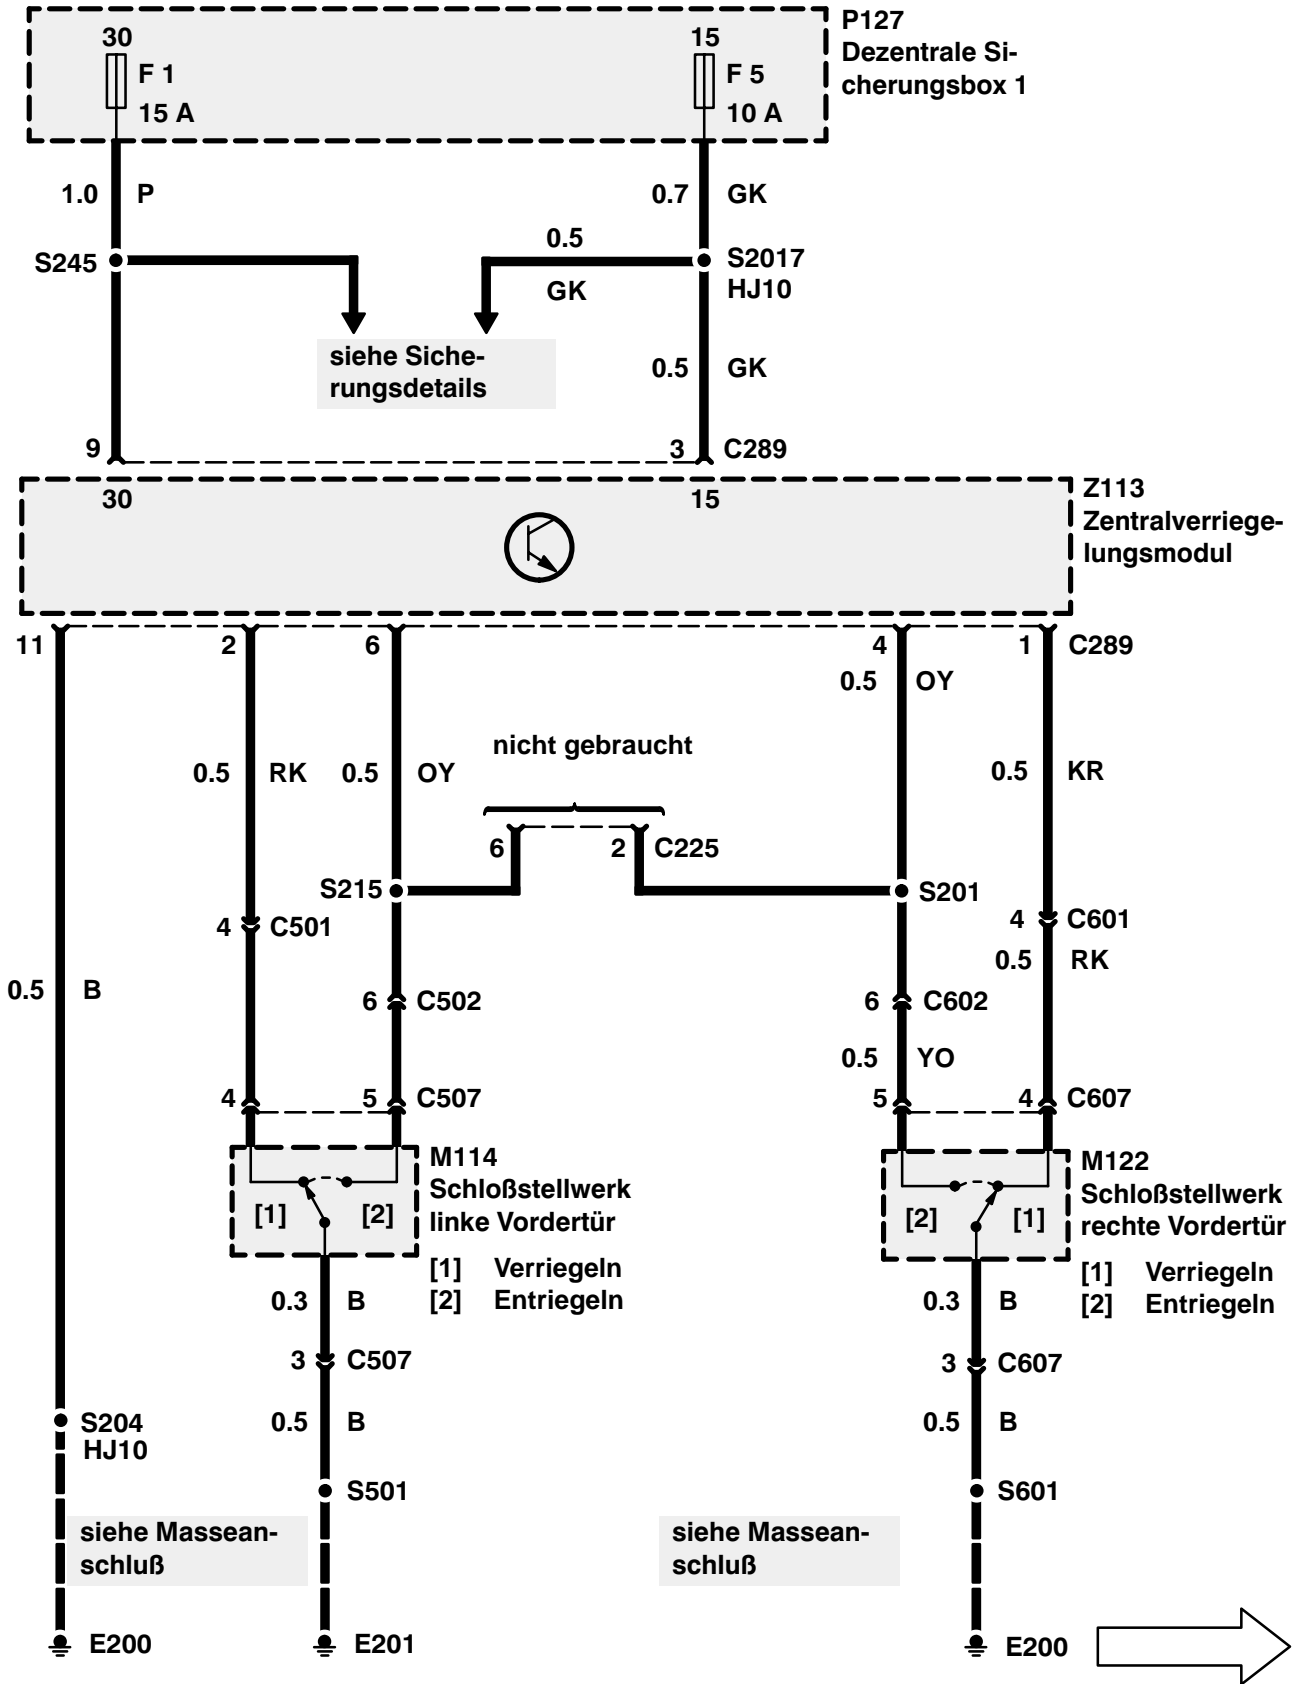 30
15
P127
Dezentrale Si-
cherungsbox 1
F 1
F 5
15 A
10 A
1.0 P
0.7 GK
S245
0.5
GK
S2017
HJ10
siehe Siche-
rungsdetails
0.5 GK
9
3 C289
30
15
Z113
Zentralverriege-
lungsmodul
11
2
6
4
1 C289
0.5 OY
nicht gebraucht
0.5 RK
0.5 OY
0.5 KR
6
2 C225
S215
S201
4 C501
4 C601
0.5 RK
0.5 B
6 C502
6 C602
0.5 YO
4
5 C507
5
4 C607
M114
Schloßstellwerk
linke Vordertür
[1] [2]
[1] Verriegeln
[2] Entriegeln
M122
Schloßstellwerk
rechte Vordertür
[2] [1]
[1] Verriegeln
[2] Entriegeln
0.3 B
0.3 B
3 C507
3 C607
0.5 B
0.5 B
S204
HJ10
S501
S601
siehe Massean-
schluß
siehe Massean-
schluß
E200
E201
E200